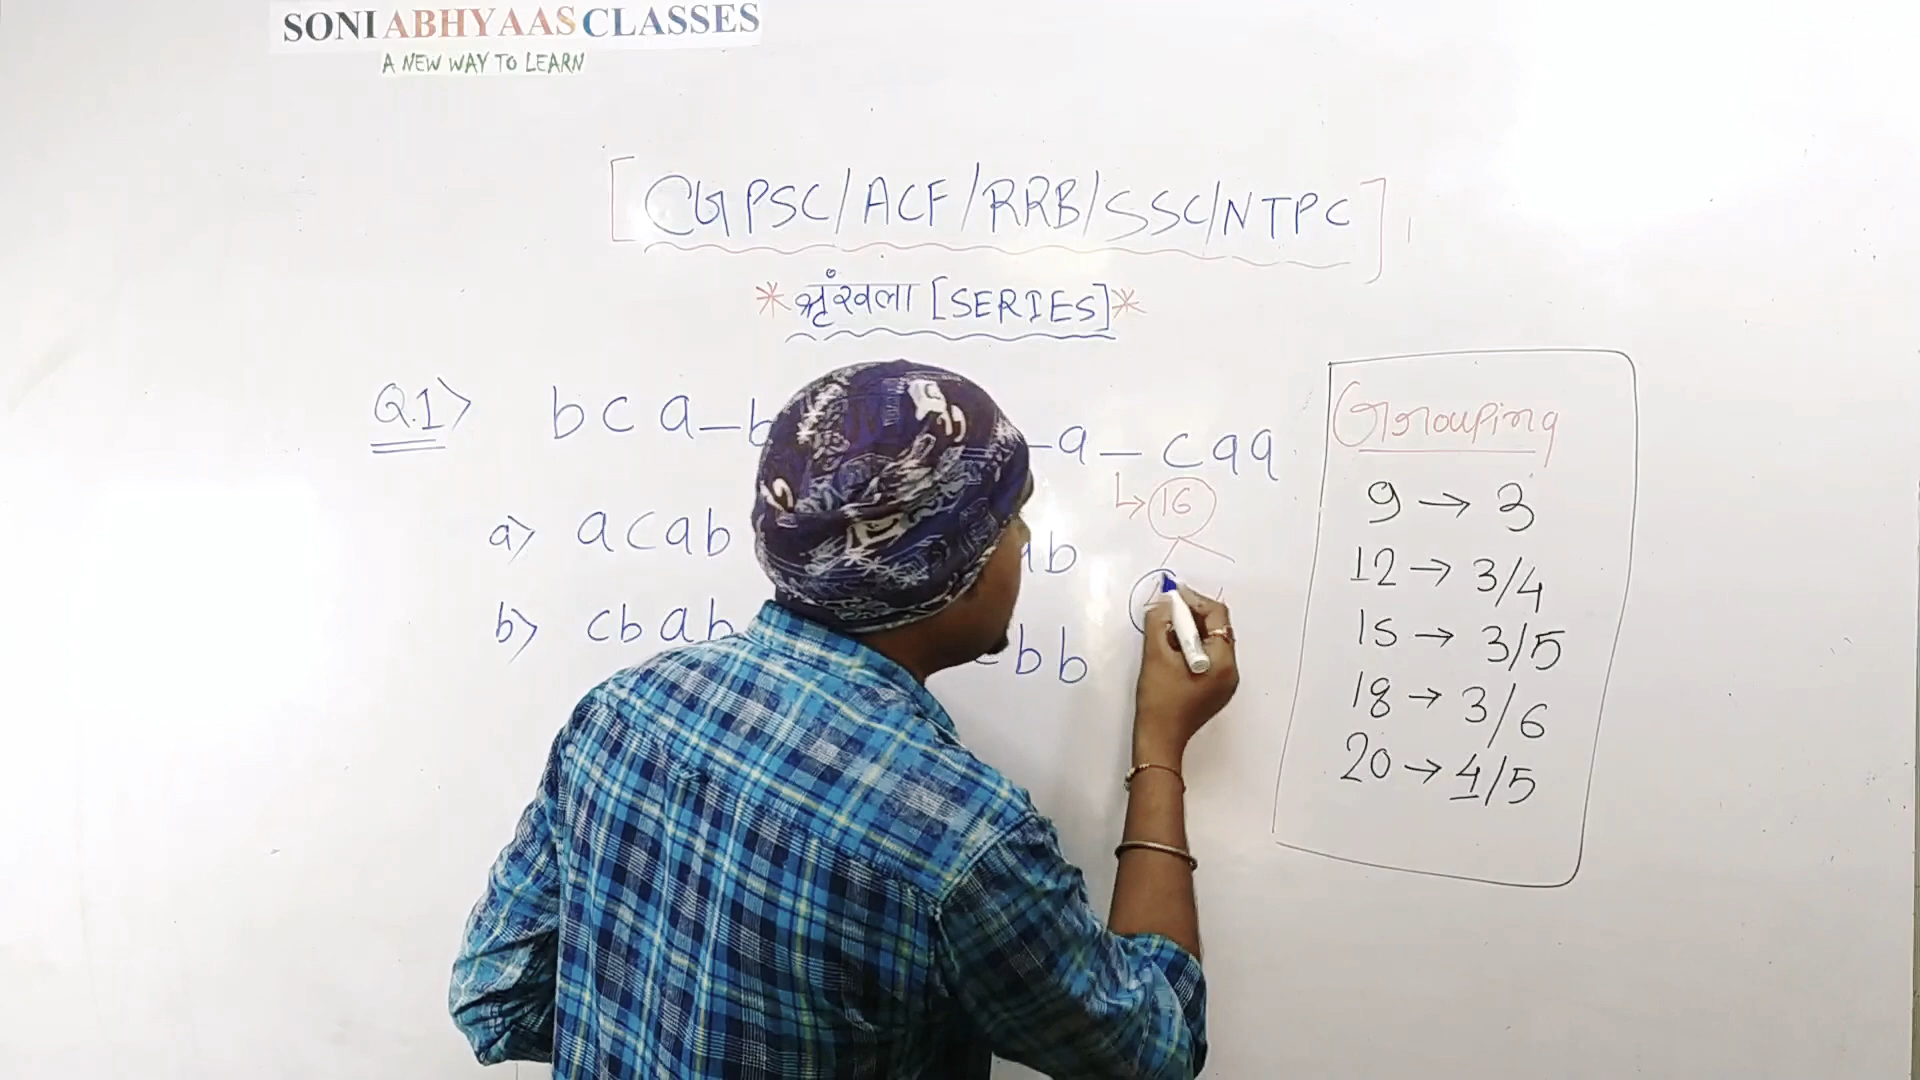 SONI ABHYAAS CLASSES
A NEW WAY TO LEARN
[CGPSC/ACF/RRB/SSC/NTPC]
*श्रृंखला [SERIES]*
Q.1> b c a _ b _ a _ c a a
↳ 16
a) a c a b a b
b) c b a b c b b
Grouping
9 → 3
12 → 3/4
15 → 3/5
18 → 3/6
20 → 4/5